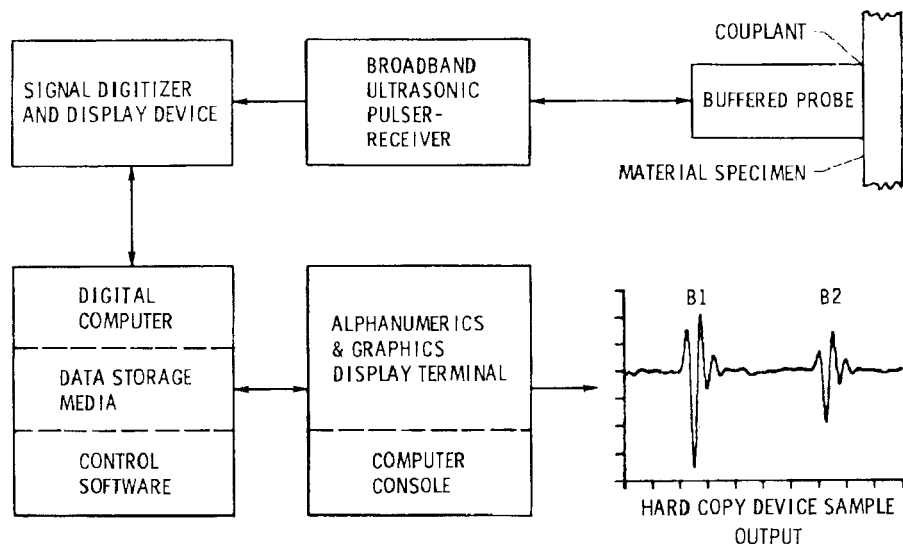 SIGNAL DIGITIZER
AND DISPLAY DEVICE
BROADBAND
ULTRASONIC
PULSER-
RECEIVER
COUPLANT
BUFFERED PROBE
MATERIAL SPECIMEN
DIGITAL
COMPUTER
DATA STORAGE
MEDIA
CONTROL
SOFTWARE
ALPHANUMERICS
& GRAPHICS
DISPLAY TERMINAL
COMPUTER
CONSOLE
B1
B2
HARD COPY DEVICE SAMPLE
OUTPUT